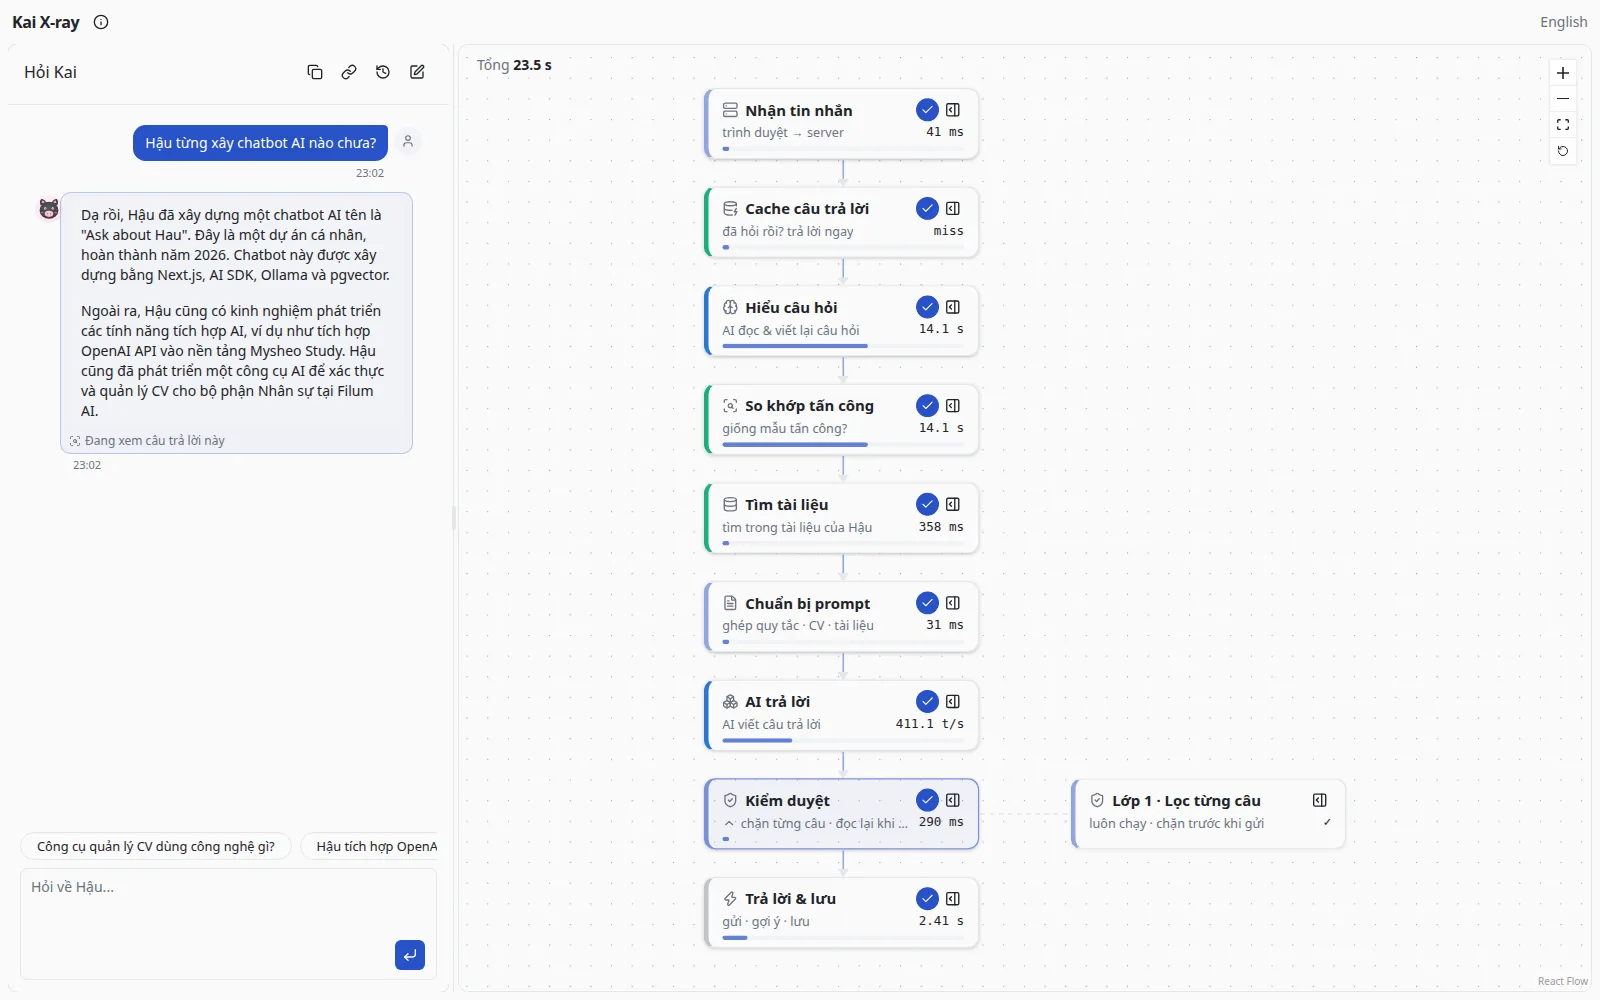 Kai X-ray
English
Hỏi Kai
Hậu từng xây chatbot AI nào chưa?
23:02
Dạ rồi, Hậu đã xây dựng một chatbot AI tên là
"Ask about Hau". Đây là một dự án cá nhân,
hoàn thành năm 2026. Chatbot này được xây
dựng bằng Next.js, AI SDK, Ollama và pgvector.
Ngoài ra, Hậu cũng có kinh nghiệm phát triển
các tính năng tích hợp AI, ví dụ như tích hợp
OpenAI API vào nền tảng Mysheo Study. Hậu
cũng đã phát triển một công cụ AI để xác thực
và quản lý CV cho bộ phận Nhân sự tại Filum
AI.
Đang xem câu trả lời này
23:02
Công cụ quản lý CV dùng công nghệ gì?
Hậu tích hợp OpenA
Hỏi về Hậu...
Tổng 23.5 s
Nhận tin nhắn
trình duyệt → server
41 ms
Cache câu trả lời
đã hỏi rồi? trả lời ngay
miss
Hiểu câu hỏi
AI đọc & viết lại câu hỏi
14.1 s
So khớp tấn công
giống mẫu tấn công?
14.1 s
Tìm tài liệu
tìm trong tài liệu của Hậu
358 ms
Chuẩn bị prompt
ghép quy tắc · CV · tài liệu
31 ms
AI trả lời
AI viết câu trả lời
411.1 t/s
Kiểm duyệt
chặn từng câu · đọc lại khi ...
290 ms
Lớp 1 · Lọc từng câu
luôn chạy · chặn trước khi gửi
✓
Trả lời & lưu
gửi · gợi ý · lưu
2.41 s
React Flow